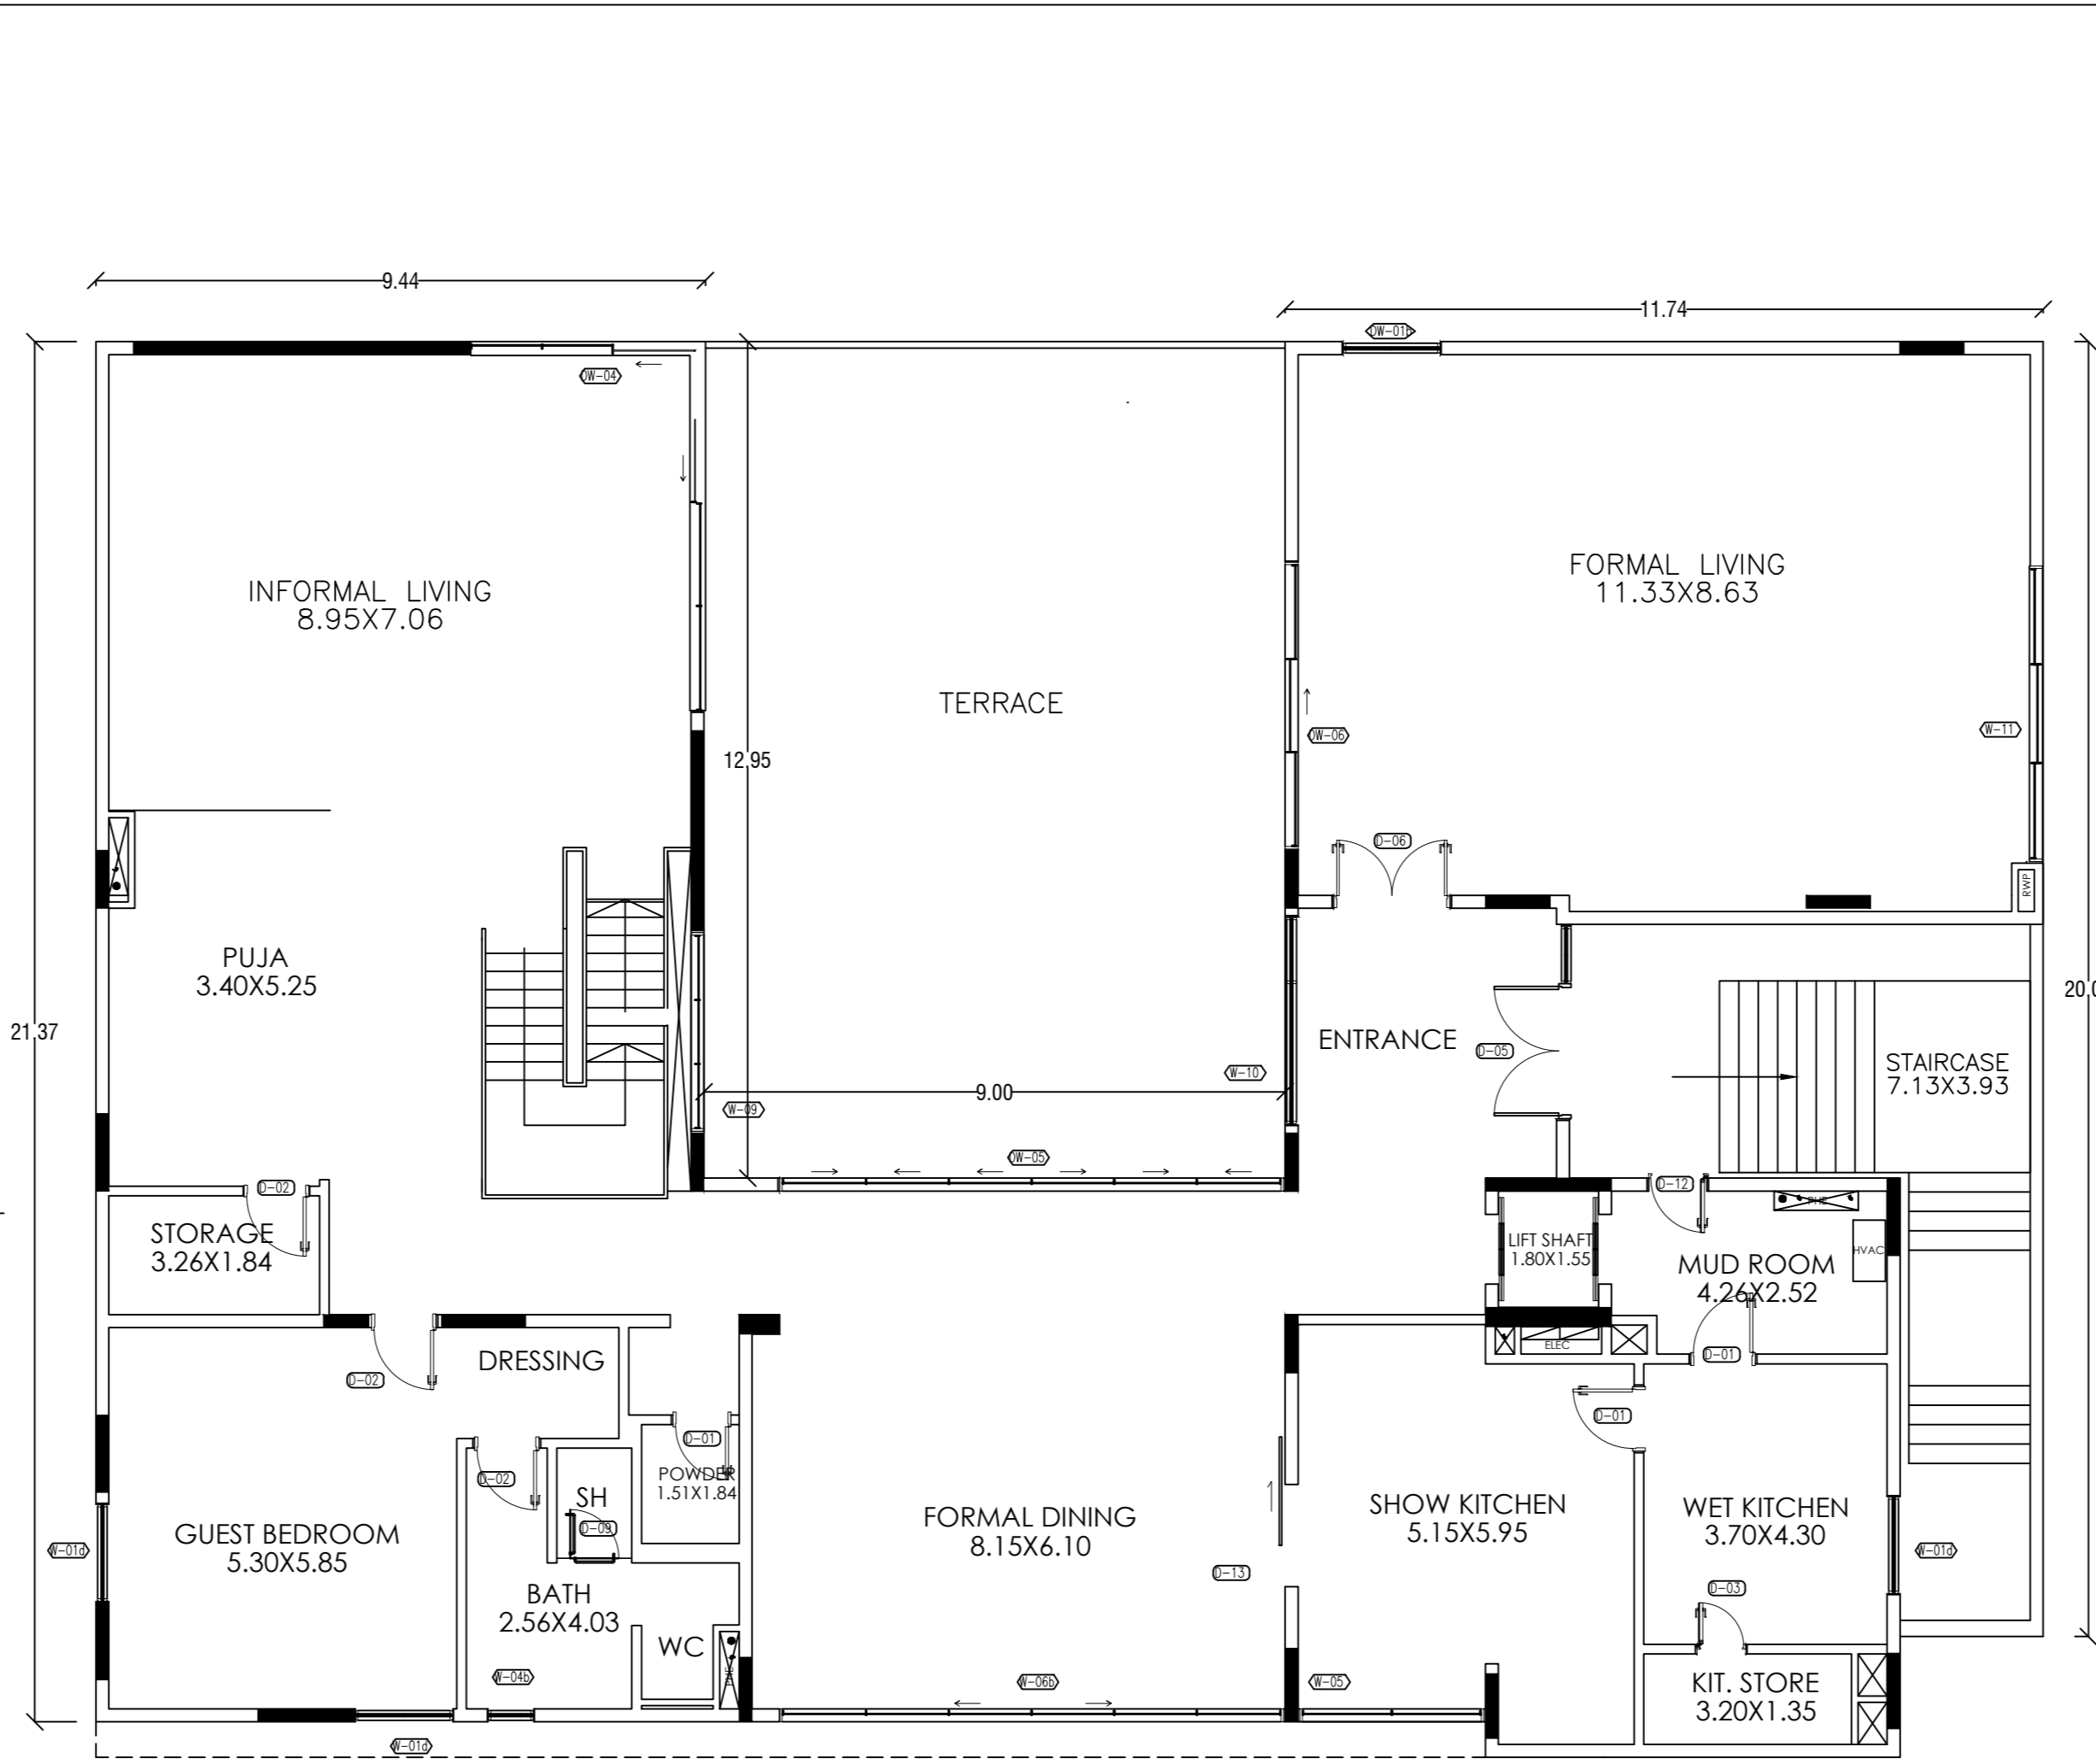 9.44
11.74
DW-01b
DW-04
INFORMAL LIVING
8.95X7.06
FORMAL LIVING
11.33X8.63
TERRACE
DW-06
W-11
12.95
D-06
RWP
PUJA
3.40X5.25
21.37
ENTRANCE
D-05
STAIRCASE
7.13X3.93
W-10
9.00
W-09
DW-05
D-02
D-12
PHE
STORAGE
3.26X1.84
LIFT SHAFT
1.80X1.55
HVAC
MUD ROOM
4.26X2.52
ELEC
D-01
DRESSING
D-02
D-01
D-01
D-02
POWDER
1.51X1.84
SH
D-09
GUEST BEDROOM
5.30X5.85
W-01d
FORMAL DINING
8.15X6.10
SHOW KITCHEN
5.15X5.95
WET KITCHEN
3.70X4.30
W-01d
D-13
D-03
BATH
2.56X4.03
WC
PHE
W-04b
W-06b
W-05
KIT. STORE
3.20X1.35
W-01d